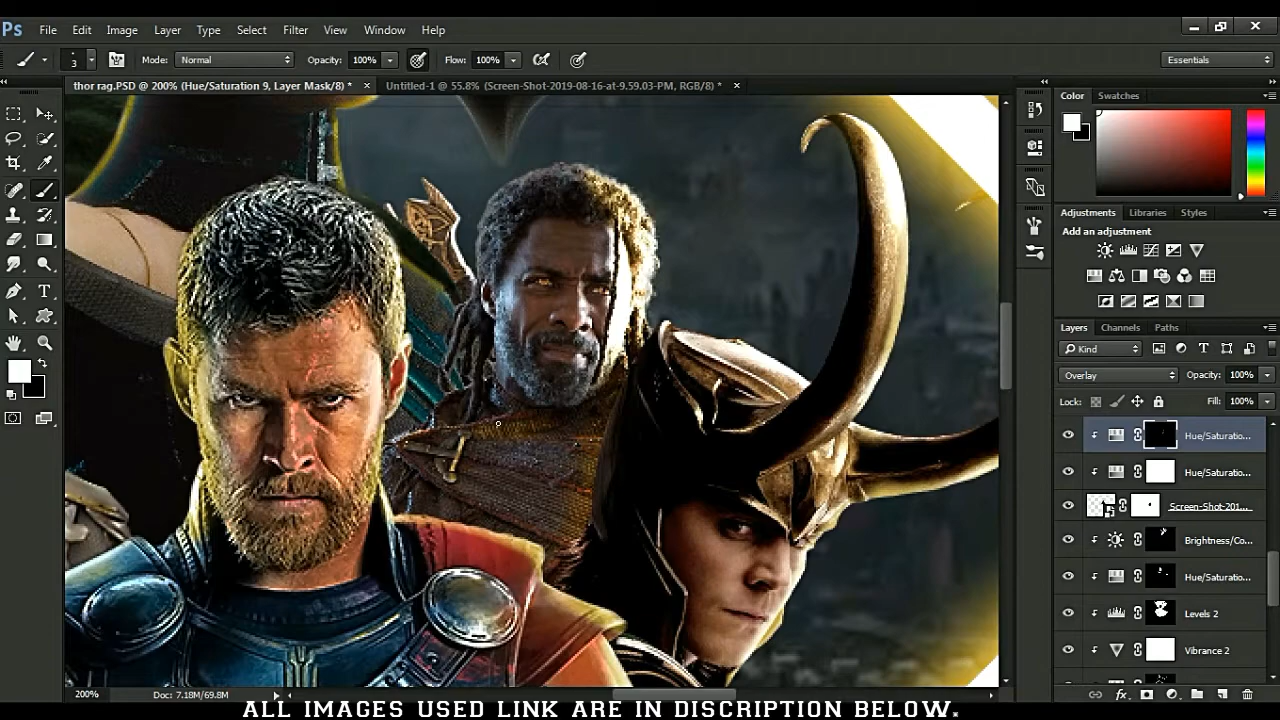 Ps File Edit Image Layer Type Select Filter View Window Help
3 Mode: Normal Opacity: 100% Flow: 100% Essentials
thor rag.PSD @ 200% (Hue/Saturation 9, Layer Mask/8) * × Untitled-1 @ 55.8% (Screen-Shot-2019-08-16-at-9.59.03-PM, RGB/8) * ×
Color Swatches
Adjustments Libraries Styles
Add an adjustment
Layers Channels Paths
Kind
Overlay Opacity: 100%
Lock: Fill: 100%
Hue/Saturatio...
Hue/Saturatio...
Screen-Shot-201...
Brightness/Co...
Hue/Saturatio...
Levels 2
Vibrance 2
200% Doc: 7.18M/69.8M
ALL IMAGES USED LINK ARE IN DISCRIPTION BELOW.